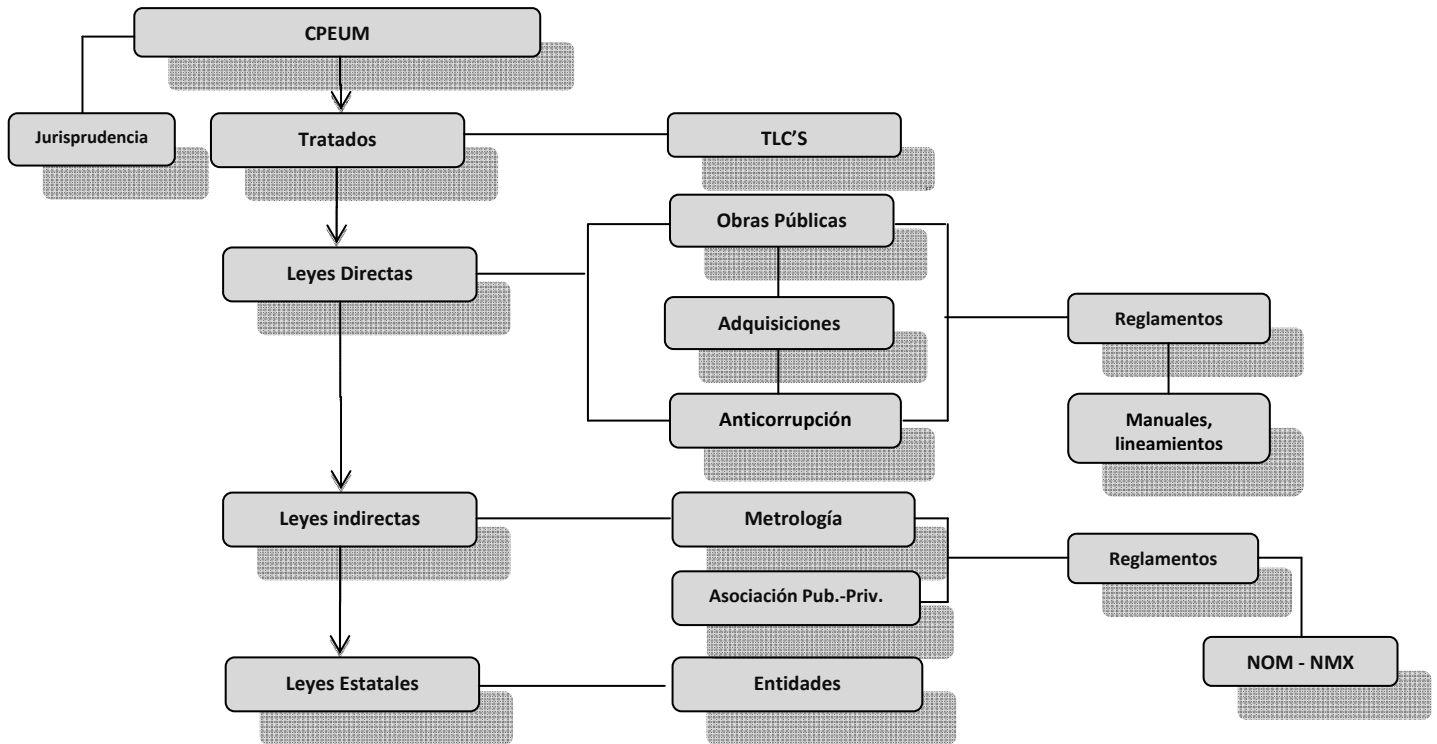 CPEUM
Jurisprudencia
Tratados
TLC’S
Obras Públicas
Leyes Directas
Adquisiciones
Reglamentos
Anticorrupción
Manuales,
lineamientos
Leyes indirectas
Metrología
Reglamentos
Asociación Pub.-Priv.
NOM - NMX
Leyes Estatales
Entidades